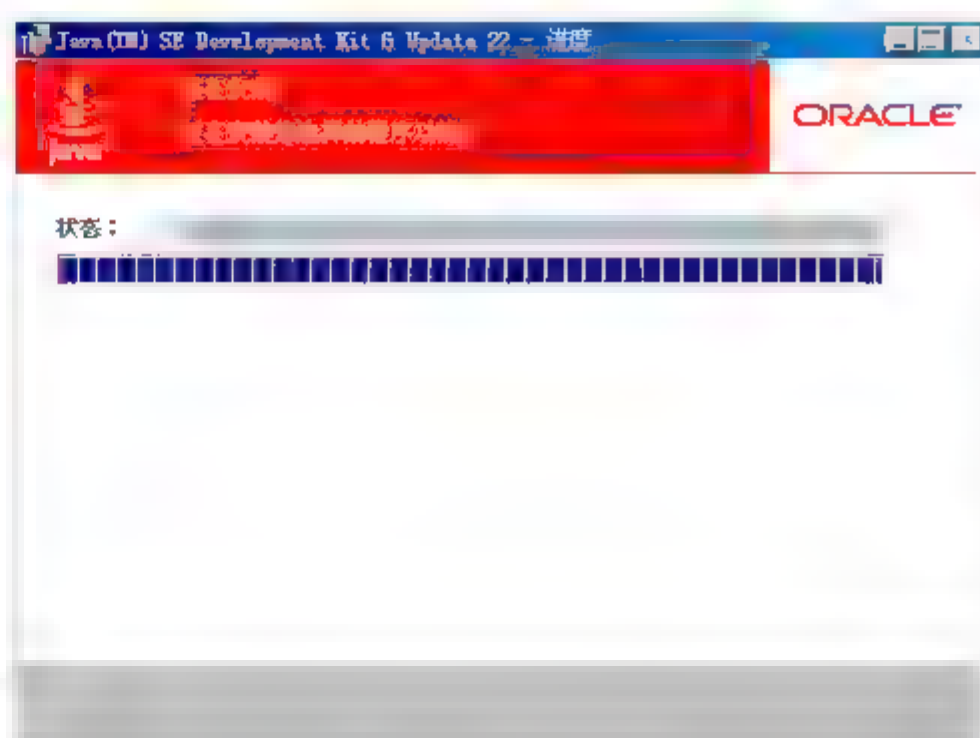 Java(TM) SE Development Kit 6 Update 22 - 进度
ORACLE
状态：